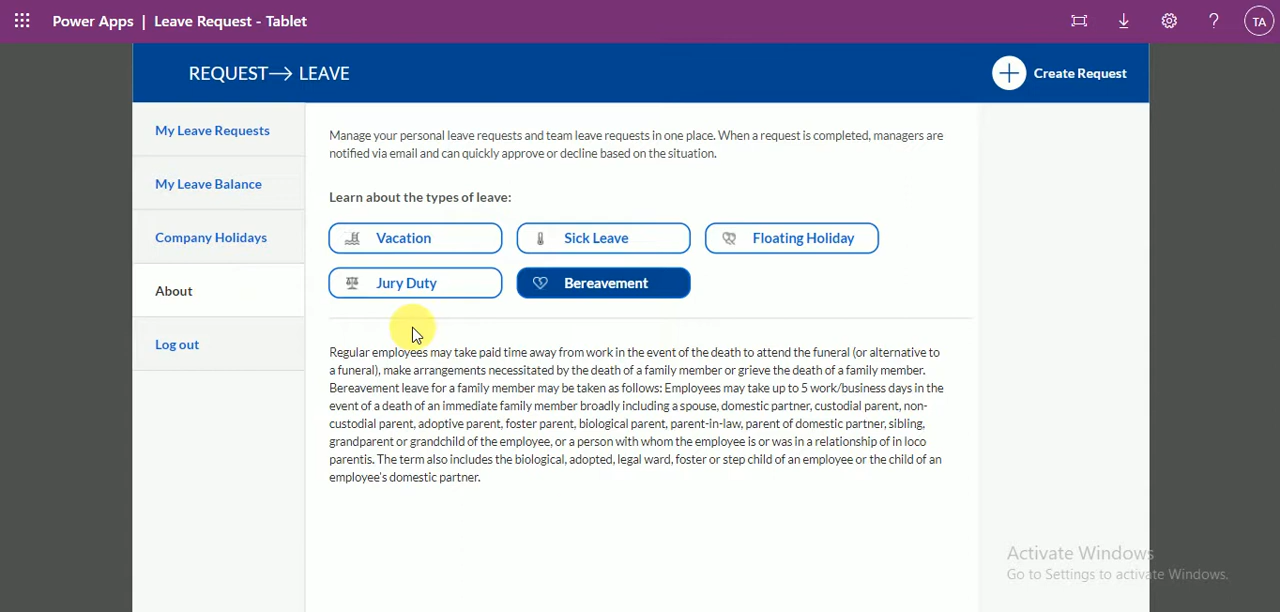 Power Apps | Leave Request - Tablet
?
TA
REQUEST→ LEAVE
Create Request
My Leave Requests
My Leave Balance
Company Holidays
About
Log out
Manage your personal leave requests and team leave requests in one place. When a request is completed, managers are
notified via email and can quickly approve or decline based on the situation.
Learn about the types of leave:
Vacation
Sick Leave
Floating Holiday
Jury Duty
Bereavement
Regular employees may take paid time away from work in the event of the death to attend the funeral (or alternative to
a funeral), make arrangements necessitated by the death of a family member or grieve the death of a family member.
Bereavement leave for a family member may be taken as follows: Employees may take up to 5 work/business days in the
event of a death of an immediate family member broadly including a spouse, domestic partner, custodial parent, non-
custodial parent, adoptive parent, foster parent, biological parent, parent-in-law, parent of domestic partner, sibling,
grandparent or grandchild of the employee, or a person with whom the employee is or was in a relationship of in loco
parentis. The term also includes the biological, adopted, legal ward, foster or step child of an employee or the child of an
employee's domestic partner.
Activate Windows
Go to Settings to activate Windows.